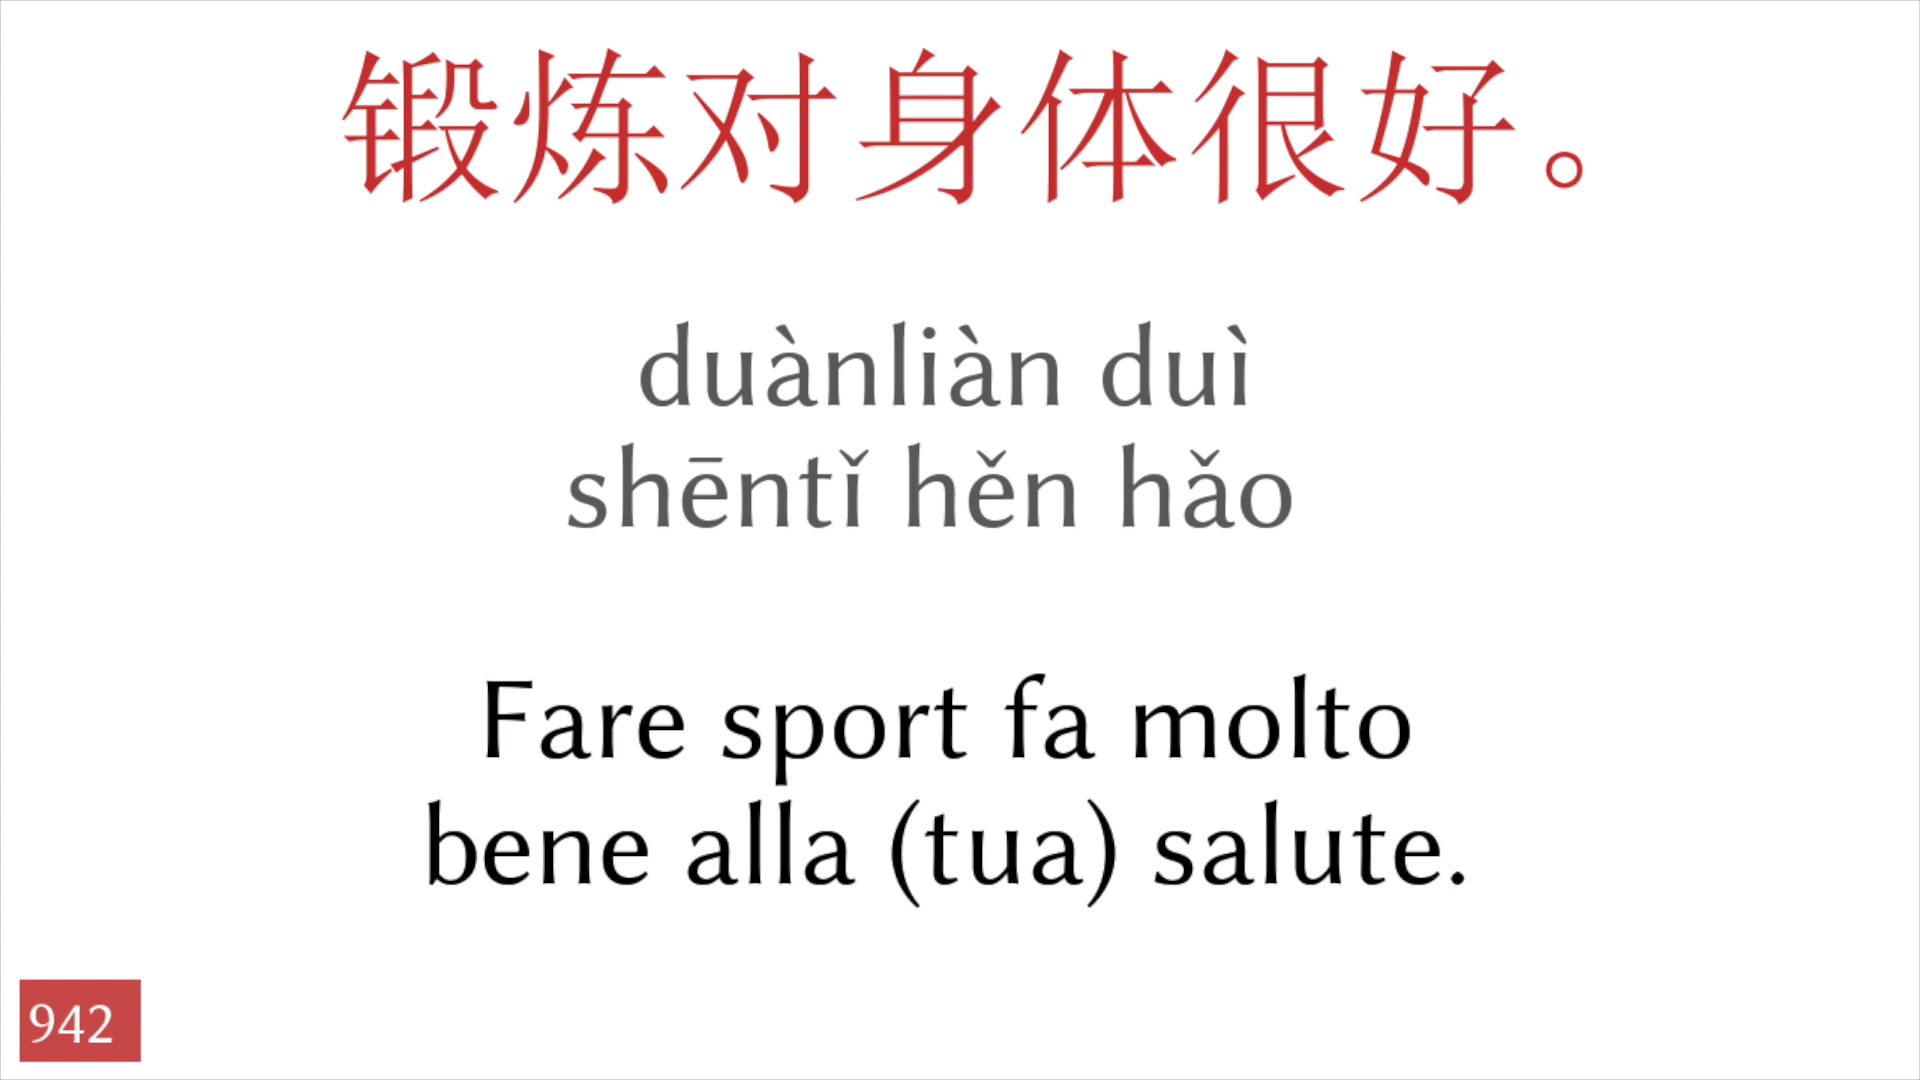 锻炼对身体很好。
duànliàn duì
shēntǐ hěn hǎo
Fare sport fa molto
bene alla (tua) salute.
942